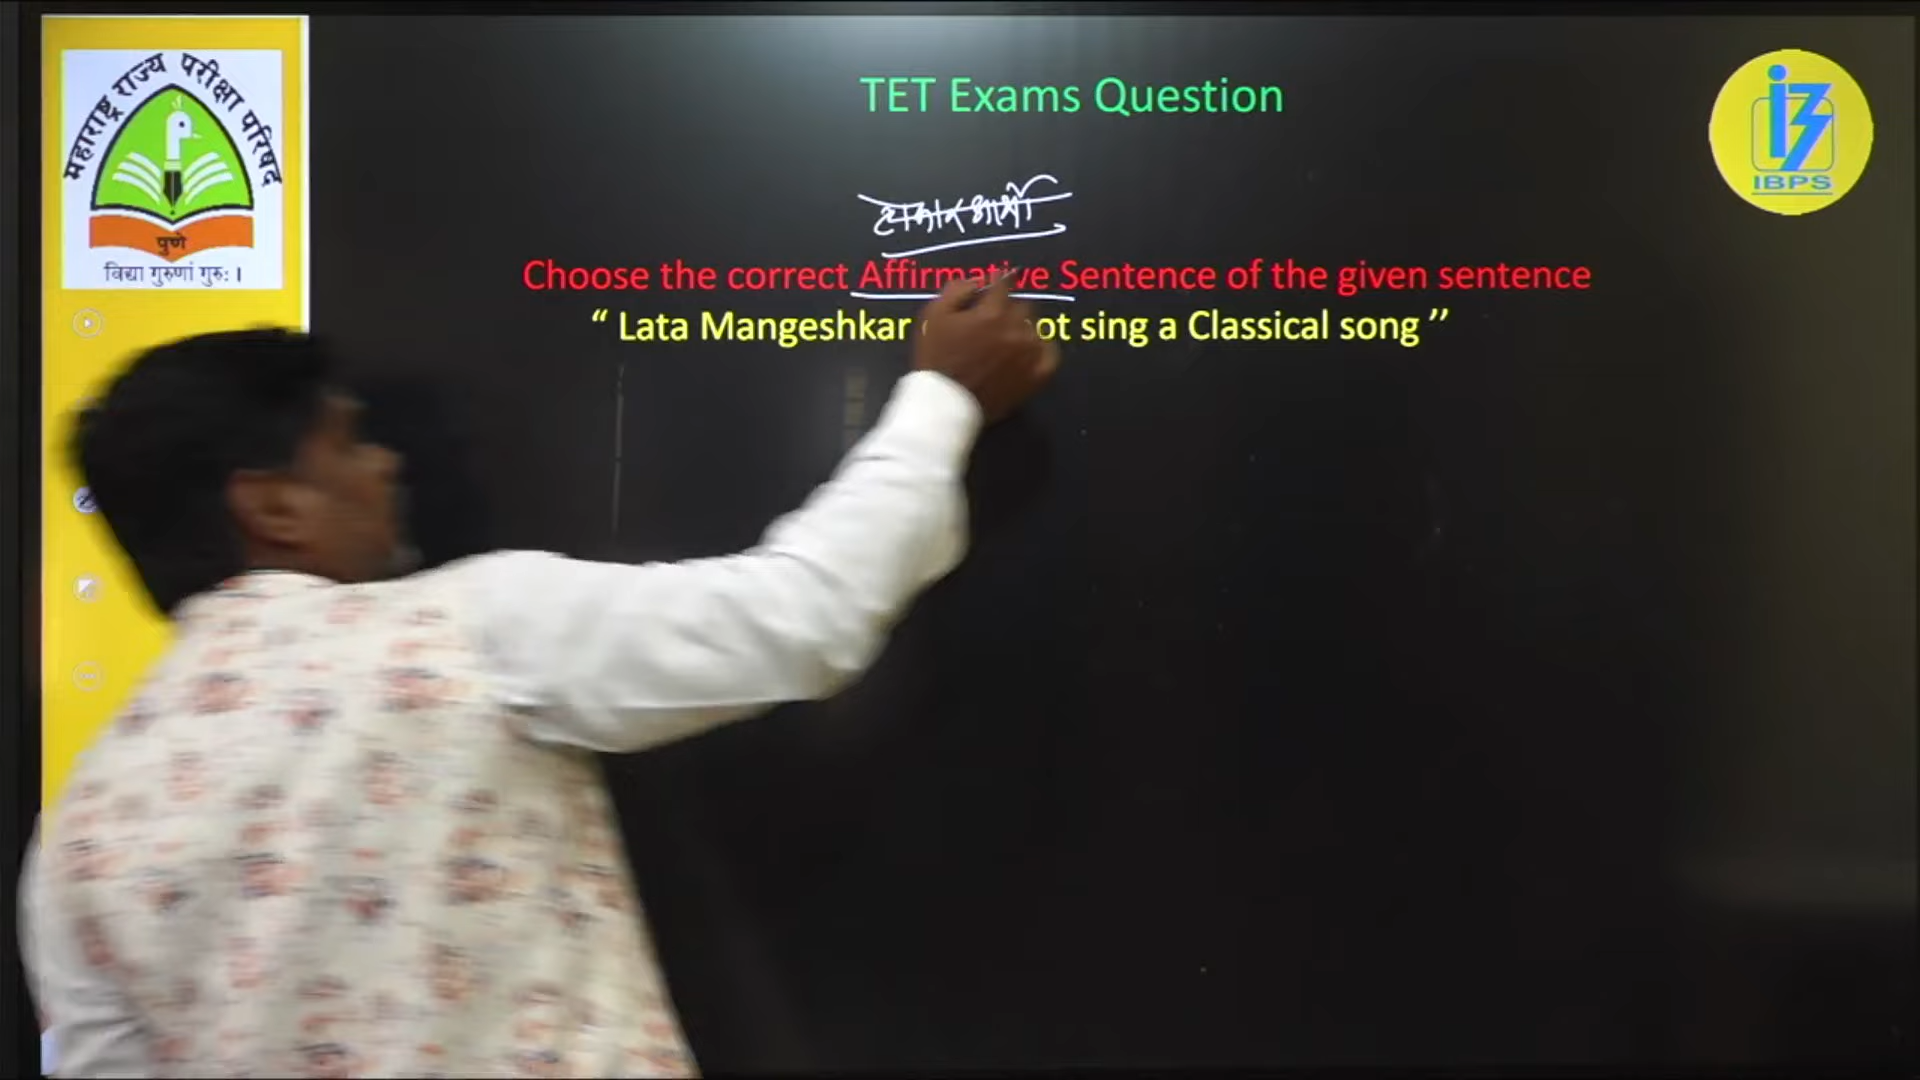 महाराष्ट्र राज्य परीक्षा परिषद
पुणे
विद्या गुरुणां गुरुः ।
TET Exams Question
IBPS
होकारार्थी
Choose the correct Affirmative Sentence of the given sentence
“ Lata Mangeshkar not sing a Classical song ”